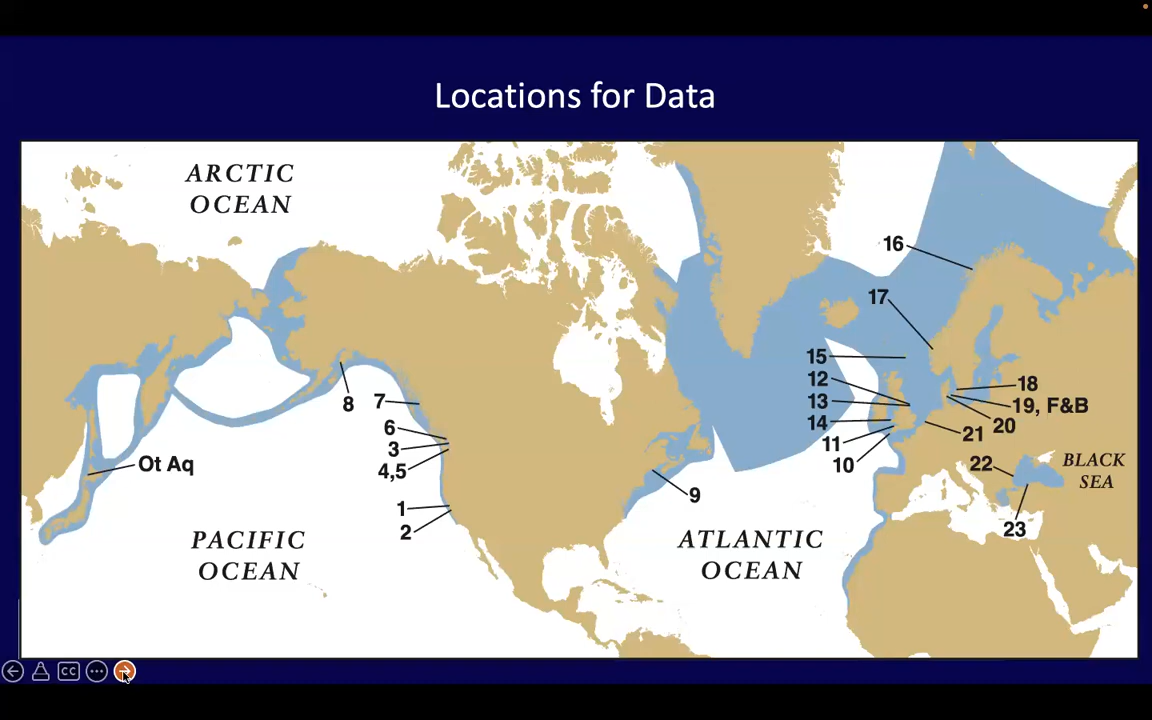 Locations for Data
ARCTIC
OCEAN
16
17
15
12
13
14
11
10
18
19, F&B
20
21
22
BLACK
SEA
23
8
7
6
3
4,5
1
2
9
Ot Aq
PACIFIC
OCEAN
ATLANTIC
OCEAN
CC